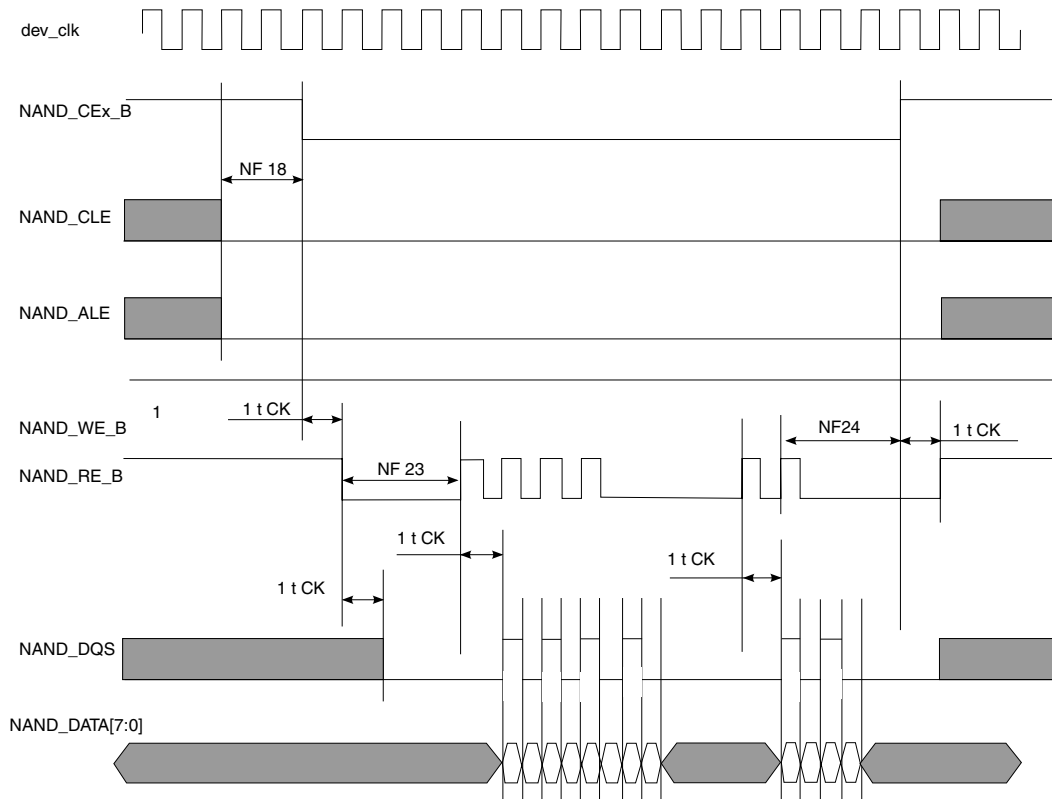 dev_clk
NAND_CEx_B
NF 18
NAND_CLE
NAND_ALE
1
1 t CK
NAND_WE_B
NF24
1 t CK
NF 23
NAND_RE_B
1 t CK
1 t CK
1 t CK
NAND_DQS
NAND_DATA[7:0]